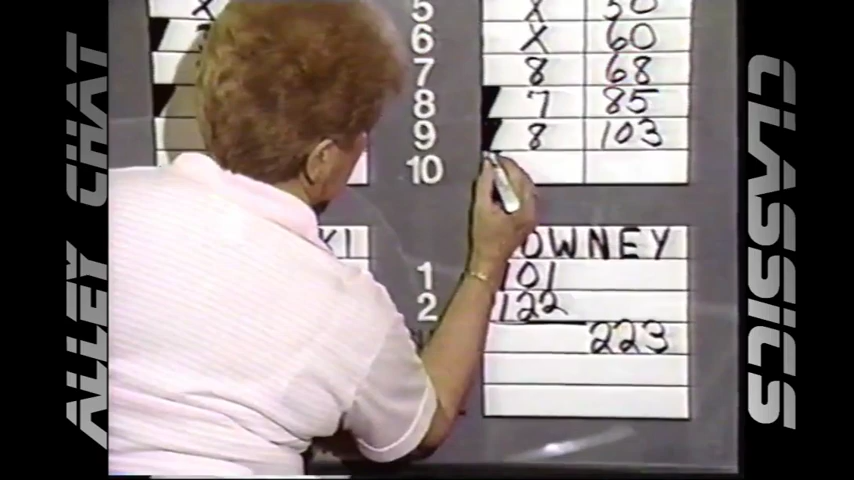 ALLEY CHAT
X
5 X 50
6 X 60
7 8 68
8 7 85
9 8 103
10
KI OWNEY
1 101
2 122
223
CLASSICS